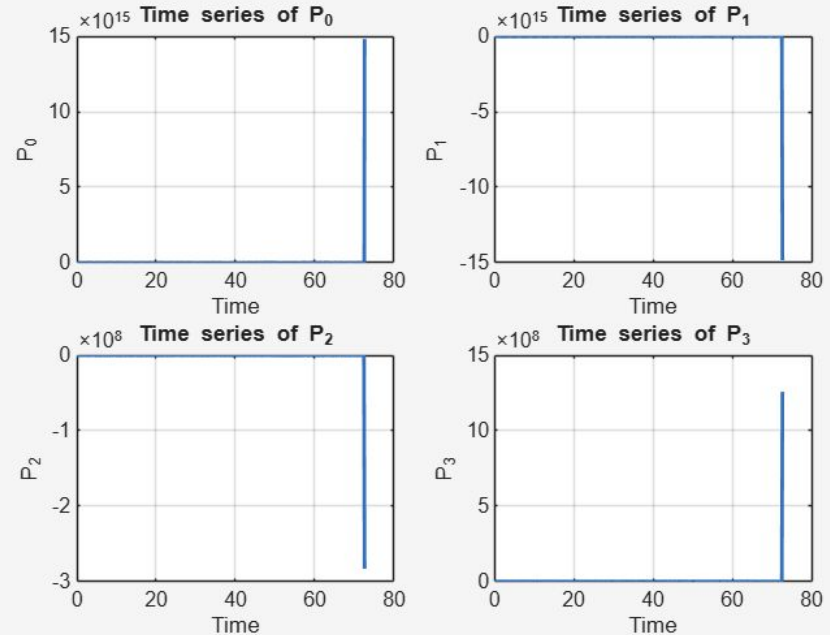 ×10¹⁵ Time series of P₀
15
10
5
0
P₀
0 20 40 60 80
Time
×10¹⁵ Time series of P₁
0
-5
-10
-15
P₁
0 20 40 60 80
Time
×10⁸ Time series of P₂
0
-1
-2
-3
P₂
0 20 40 60 80
Time
×10⁸ Time series of P₃
15
10
5
0
P₃
0 20 40 60 80
Time